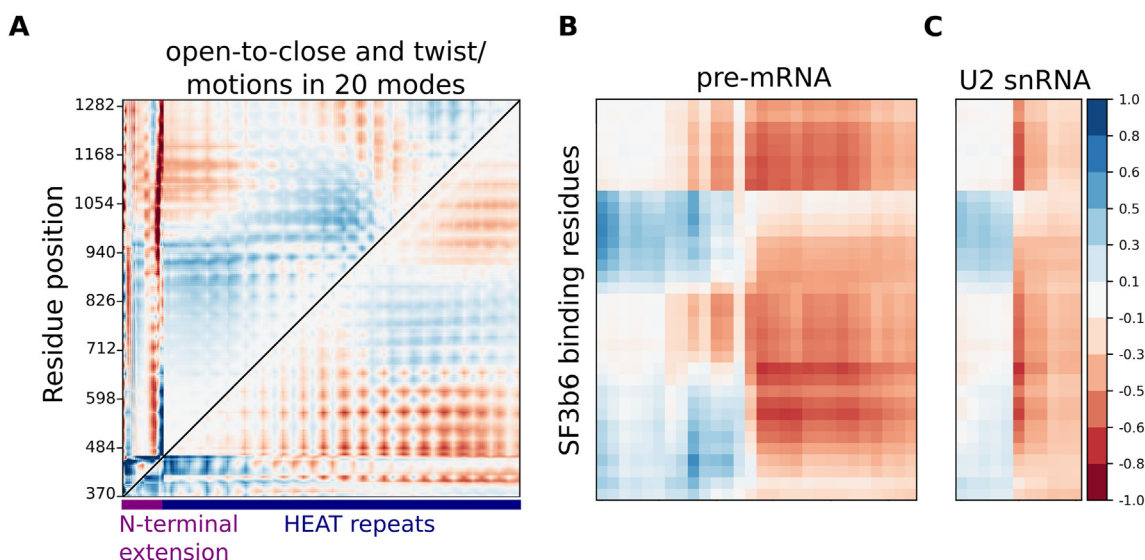 A
B
C
open-to-close and twist/
motions in 20 modes
pre-mRNA
U2 snRNA
Residue position
1282
1168
1054
940
826
712
598
484
370
N-terminal
extension
HEAT repeats
SF3b6 binding residues
1.0
0.8
0.6
0.5
0.3
0.1
-0.1
-0.3
-0.5
-0.6
-0.8
-1.0